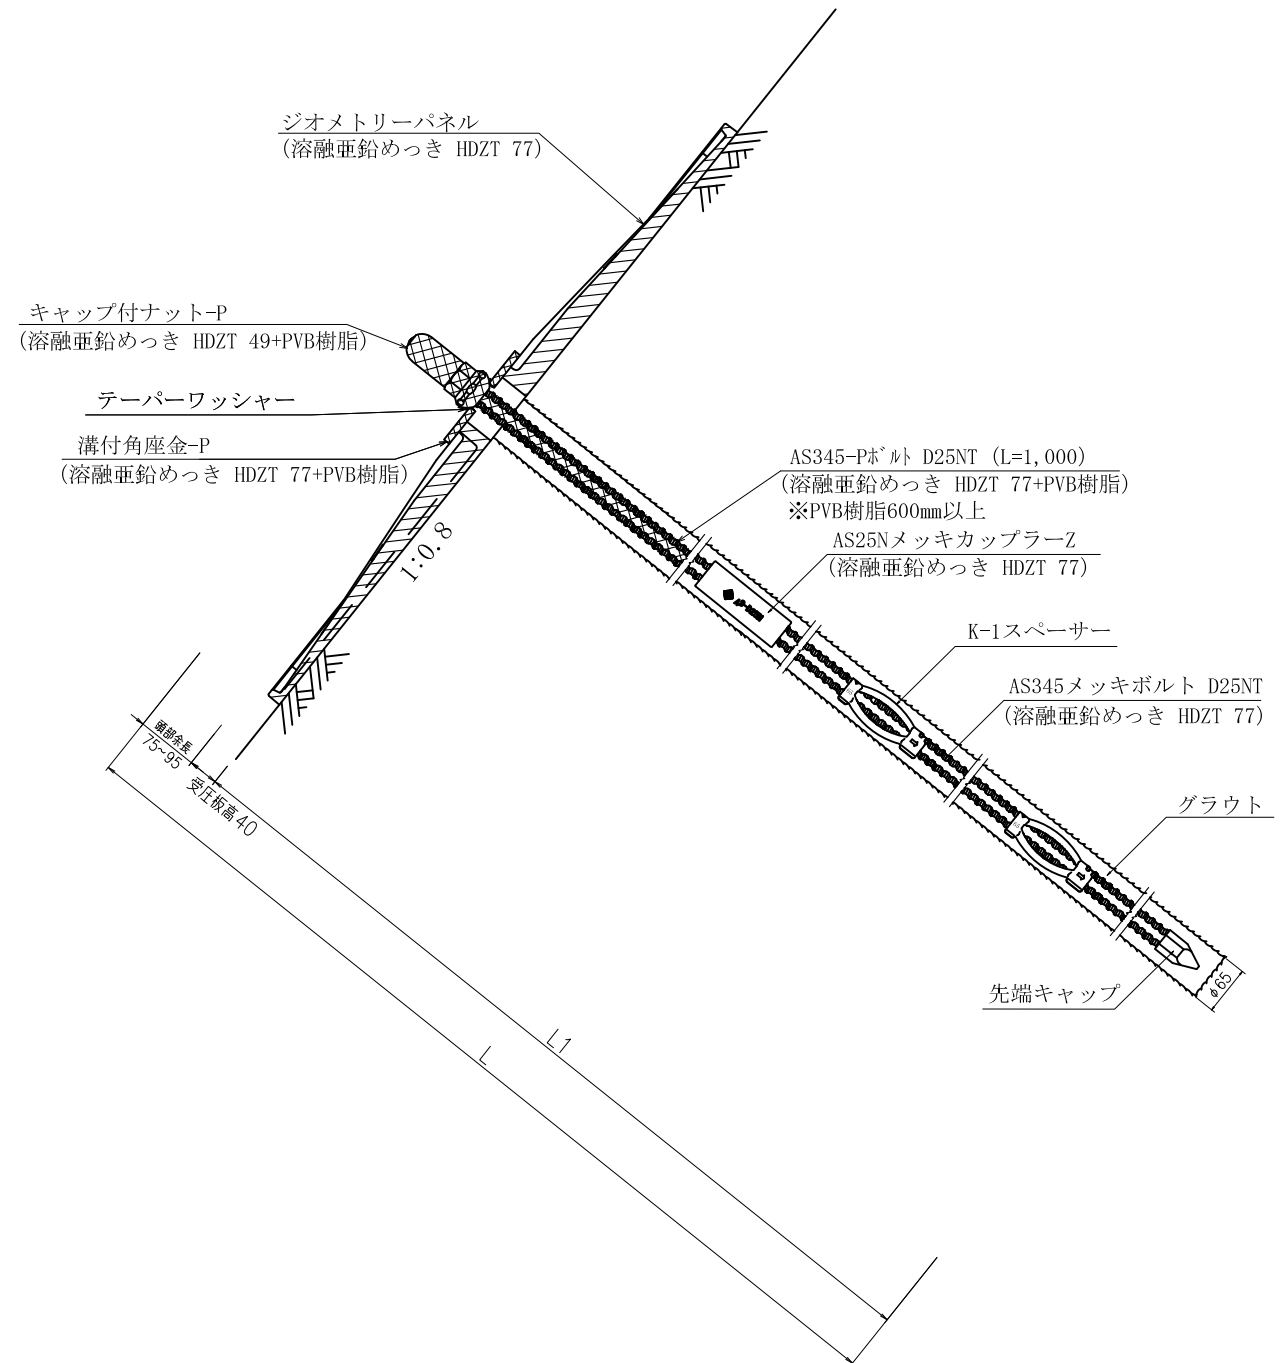 ジオメトリーパネル
(溶融亜鉛めっき HDZT 77)
キャップ付ナット-P
(溶融亜鉛めっき HDZT 49+PVB樹脂)
テーパーワッシャー
溝付角座金-P
(溶融亜鉛めっき HDZT 77+PVB樹脂)
1:0.8
AS345-Pボルト D25NT (L=1,000)
(溶融亜鉛めっき HDZT 77+PVB樹脂)
※PVB樹脂600mm以上
AS25NメッキカップラーZ
(溶融亜鉛めっき HDZT 77)
K-1スペーサー
AS345メッキボルト D25NT
(溶融亜鉛めっき HDZT 77)
グラウト
先端キャップ
φ65
頭部余長
75~95
受圧板高40
L1
L